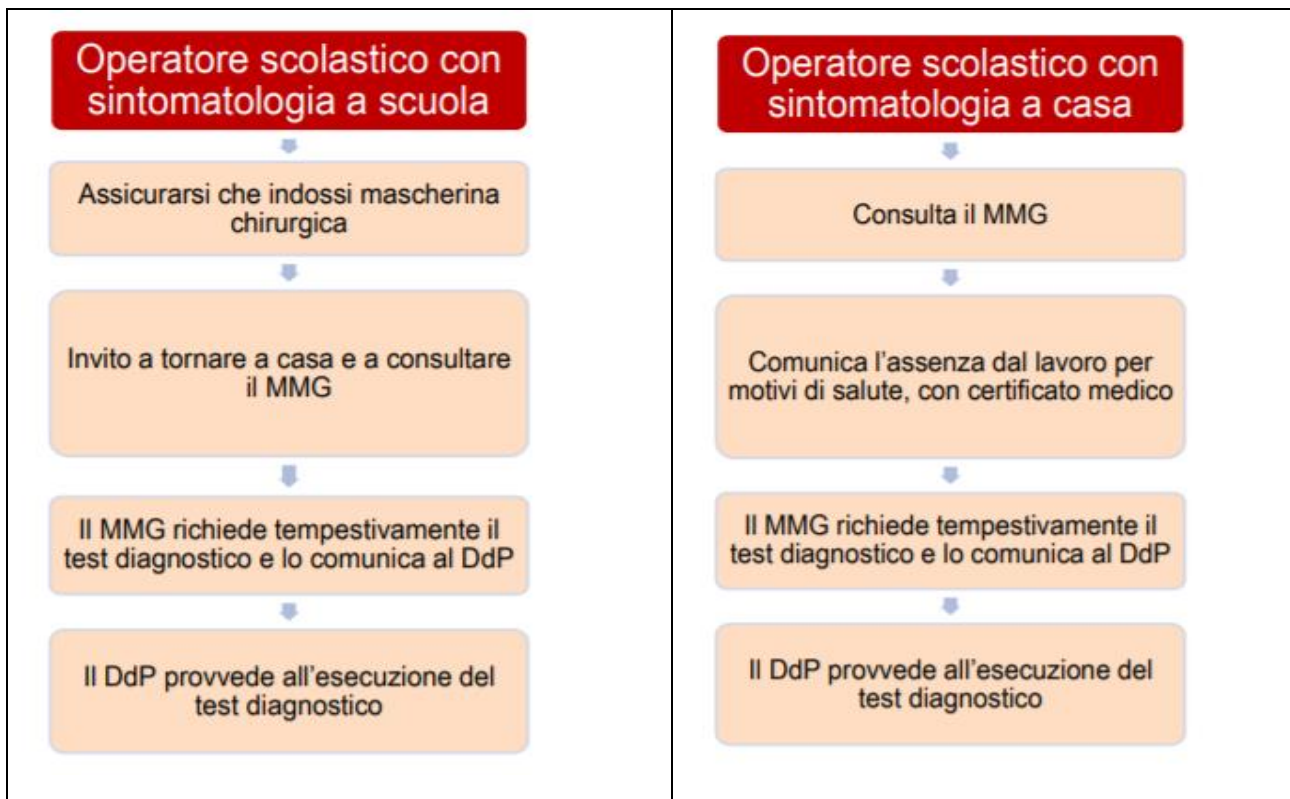 Operatore scolastico con
sintomatologia a scuola
Assicurarsi che indossi mascherina
chirurgica
Invito a tornare a casa e a consultare
il MMG
Il MMG richiede tempestivamente il
test diagnostico e lo comunica al DdP
Il DdP provvede all'esecuzione del
test diagnostico
Operatore scolastico con
sintomatologia a casa
Consulta il MMG
Comunica l'assenza dal lavoro per
motivi di salute, con certificato medico
Il MMG richiede tempestivamente il
test diagnostico e lo comunica al DdP
Il DdP provvede all'esecuzione del
test diagnostico